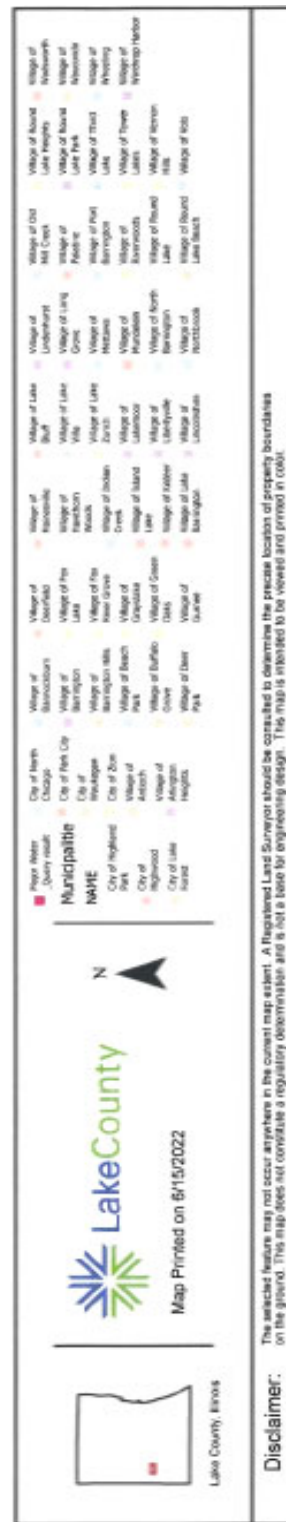 Lake County, Illinois
LakeCounty
Map Printed on 6/15/2022
N
Major Water
Query result
Municipalitie
NAME
City of Highland
Park
City of
Highwood
City of Lake
Forest
City of North
Chicago
City of Park City
City of
Waukegan
City of Zion
Village of
Antioch
Village of
Arlington
Heights
Village of
Bannockburn
Village of
Barrington
Village of
Barrington Hills
Village of Beach
Park
Village of Buffalo
Grove
Village of Deer
Park
Village of
Deerfield
Village of Fox
Lake
Village of Fox
River Grove
Village of
Grayslake
Village of Green
Oaks
Village of
Gurnee
Village of
Hainesville
Village of
Hawthorn
Woods
Village of Indian
Creek
Village of Island
Lake
Village of Kildeer
Village of Lake
Barrington
Village of Lake
Bluff
Village of Lake
Villa
Village of Lake
Zurich
Village of
Lakemoor
Village of
Libertyville
Village of
Lincolnshire
Village of
Lindenhurst
Village of Long
Grove
Village of
Mettawa
Village of
Mundelein
Village of North
Barrington
Village of
Northbrook
Village of Old
Mill Creek
Village of
Palatine
Village of Port
Barrington
Village of
Riverwoods
Village of Round
Lake
Village of Round
Lake Beach
Village of Round
Lake Heights
Village of Round
Lake Park
Village of Third
Lake
Village of Tower
Lakes
Village of Vernon
Hills
Village of Volo
Village of
Wadsworth
Village of
Wauconda
Village of
Wheeling
Village of
Winthrop Harbor
Disclaimer:
The selected feature may not occur anywhere in the current map extent. A Registered Land Surveyor should be consulted to determine the precise location of property boundaries
on the ground. This map does not constitute a regulatory determination and is not a base for engineering design. This map is intended to be viewed and printed in color.